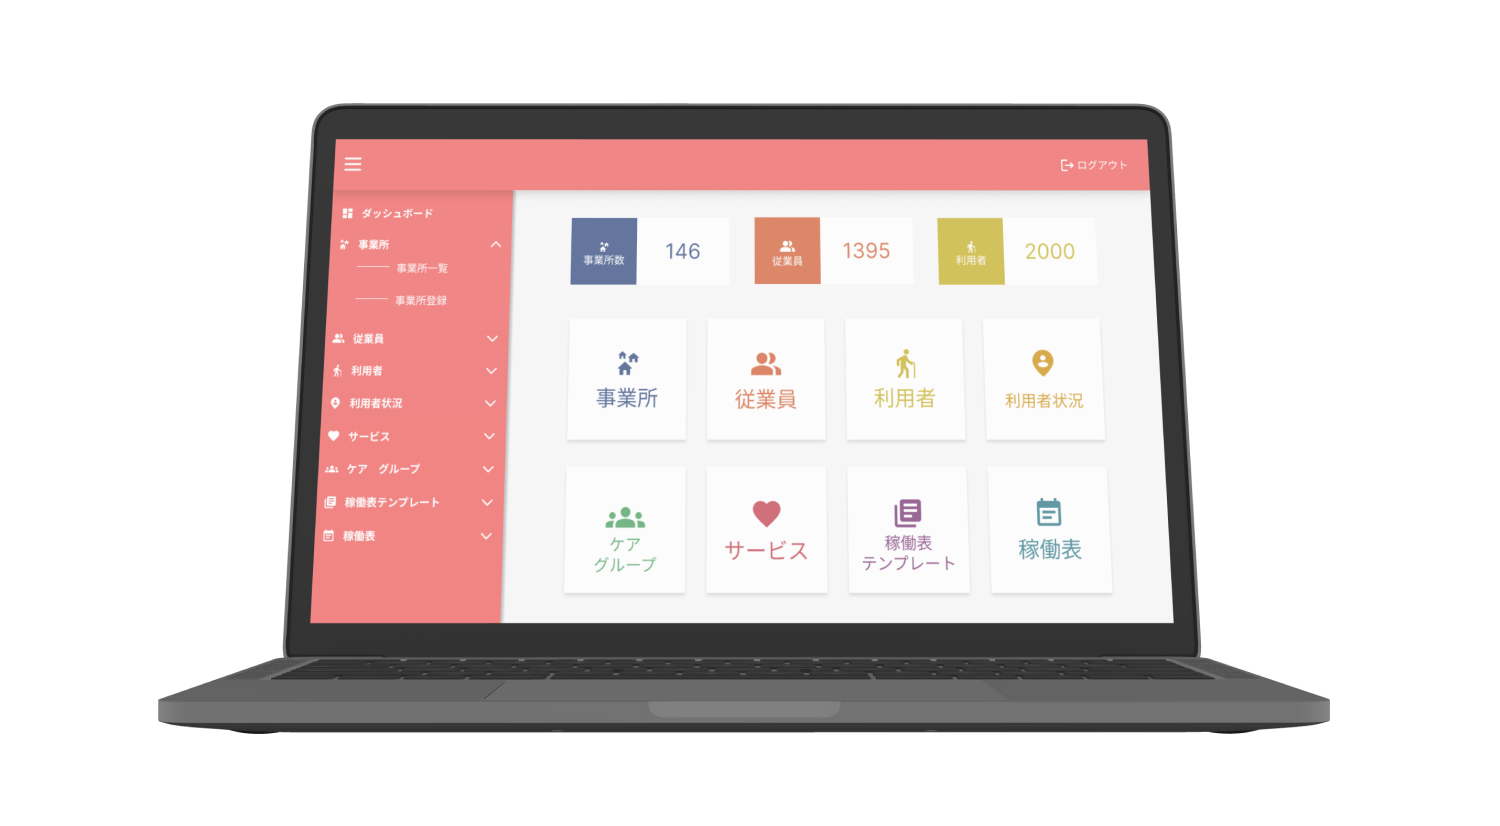 ログアウト
ダッシュボード
事業所
事業所一覧
事業所登録
従業員
利用者
利用者状況
サービス
ケア　グループ
稼働表テンプレート
稼働表
事業所数
146
従業員
1395
利用者
2000
事業所
従業員
利用者
利用者状況
ケア
グループ
サービス
稼働表
テンプレート
稼働表